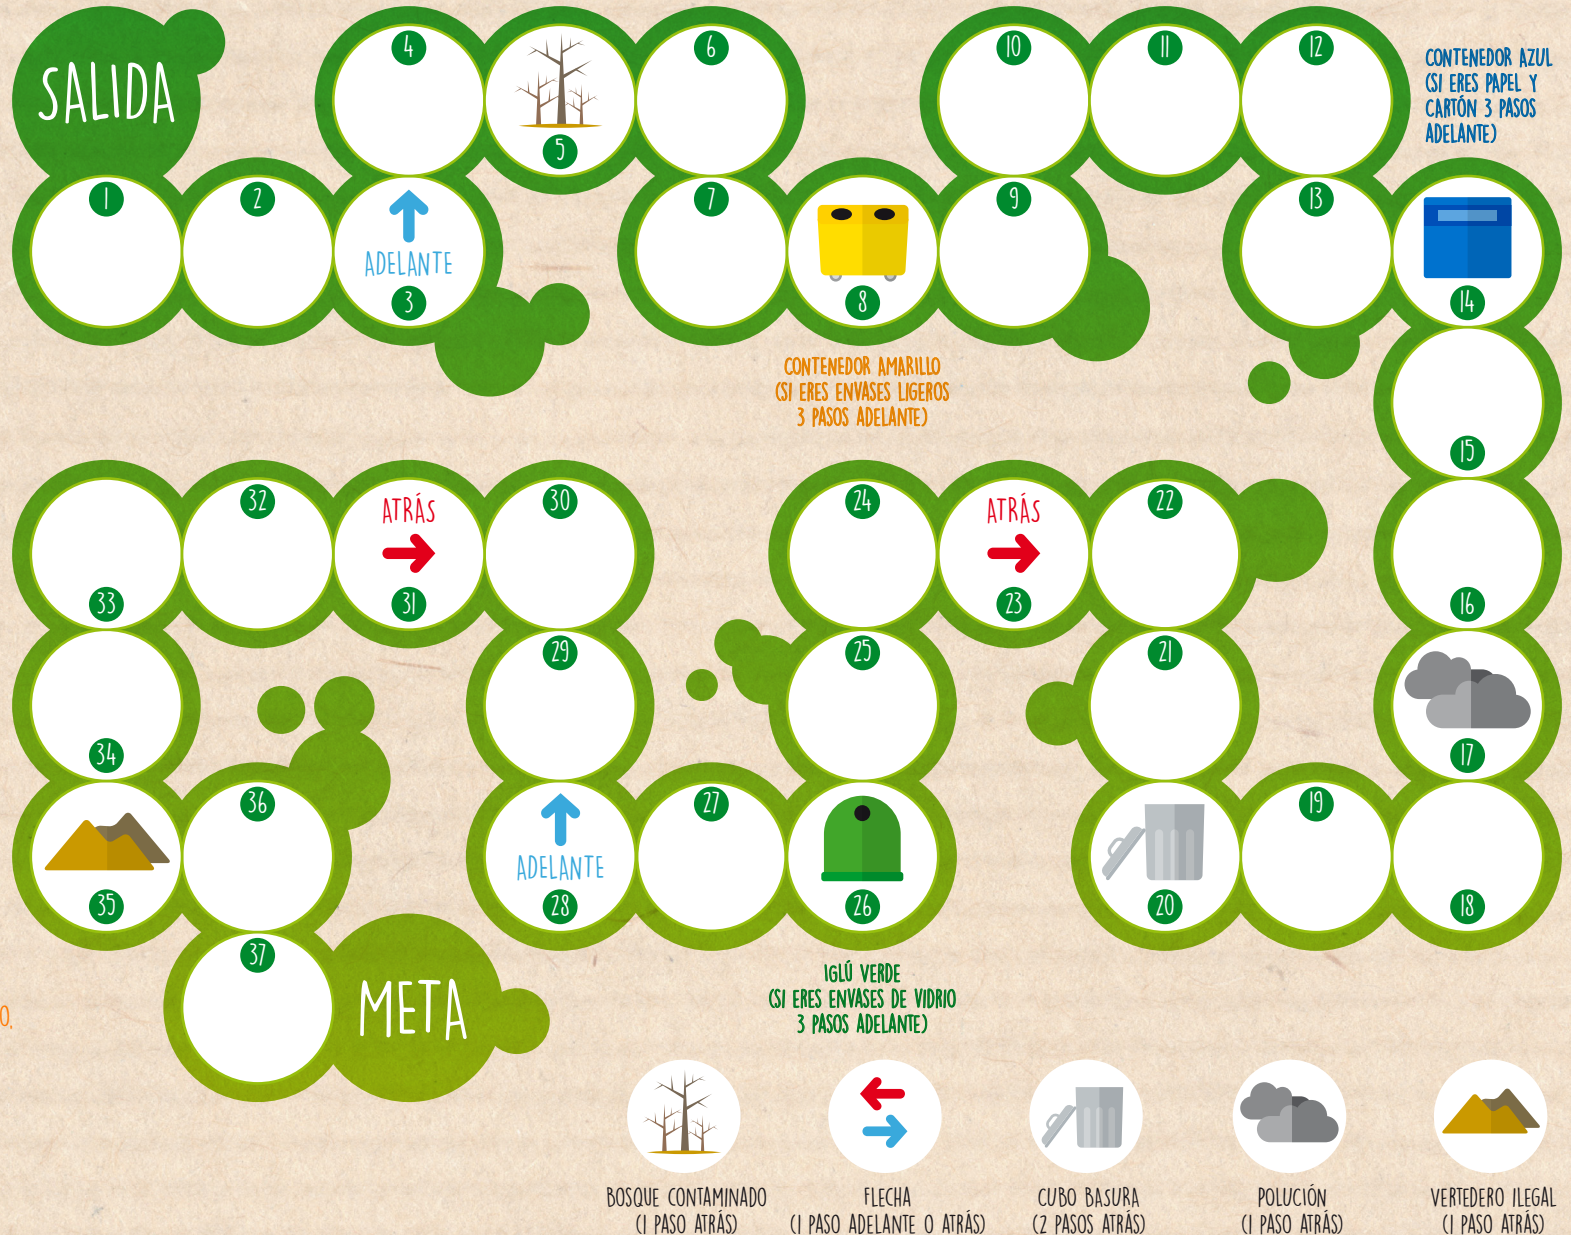 SALIDA
1
2
ADELANTE
3
4
5
6
7
8
CONTENEDOR AMARILLO
(SI ERES ENVASES LIGEROS
3 PASOS ADELANTE)
9
10
11
12
13
CONTENEDOR AZUL
(SI ERES PAPEL Y
CARTÓN 3 PASOS
ADELANTE)
14
15
16
17
18
19
20
21
22
ATRÁS
23
24
25
26
IGLÚ VERDE
(SI ERES ENVASES DE VIDRIO
3 PASOS ADELANTE)
27
ADELANTE
28
29
30
ATRÁS
31
32
33
34
35
36
37
META
O.
BOSQUE CONTAMINADO
(1 PASO ATRÁS)
FLECHA
(1 PASO ADELANTE O ATRÁS)
CUBO BASURA
(2 PASOS ATRÁS)
POLUCIÓN
(1 PASO ATRÁS)
VERTEDERO ILEGAL
(1 PASO ATRÁS)